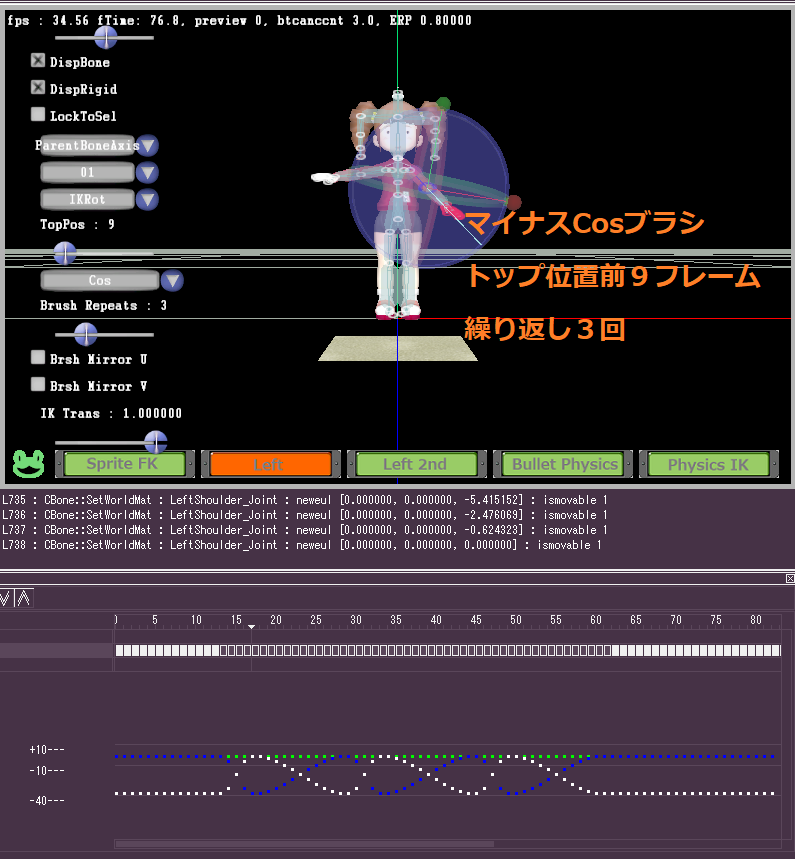 fps : 34.56 fTime: 76.8, preview 0, btcanccnt 3.0, ERP 0.80000
DispBone
DispRigid
LockToSel
ParentBoneAxis
01
IKRot
TopPos : 9
Cos
Brush Repeats : 3
Brsh Mirror U
Brsh Mirror V
IK Trans : 1.000000
マイナスCosブラシ
トップ位置前９フレーム
繰り返し３回
Sprite FK
Left
Left 2nd
Bullet Physics
Physics IK
L735 : CBone::SetWorldMat : LeftShoulder_Joint : neweul [0.000000, 0.000000, -5.415152] : ismovable 1
L736 : CBone::SetWorldMat : LeftShoulder_Joint : neweul [0.000000, 0.000000, -2.476069] : ismovable 1
L737 : CBone::SetWorldMat : LeftShoulder_Joint : neweul [0.000000, 0.000000, -0.624323] : ismovable 1
L738 : CBone::SetWorldMat : LeftShoulder_Joint : neweul [0.000000, 0.000000, 0.000000] : ismovable 1
0 5 10 15 20 25 30 35 40 45 50 55 60 65 70 75 80
+10---
-10---
-40---